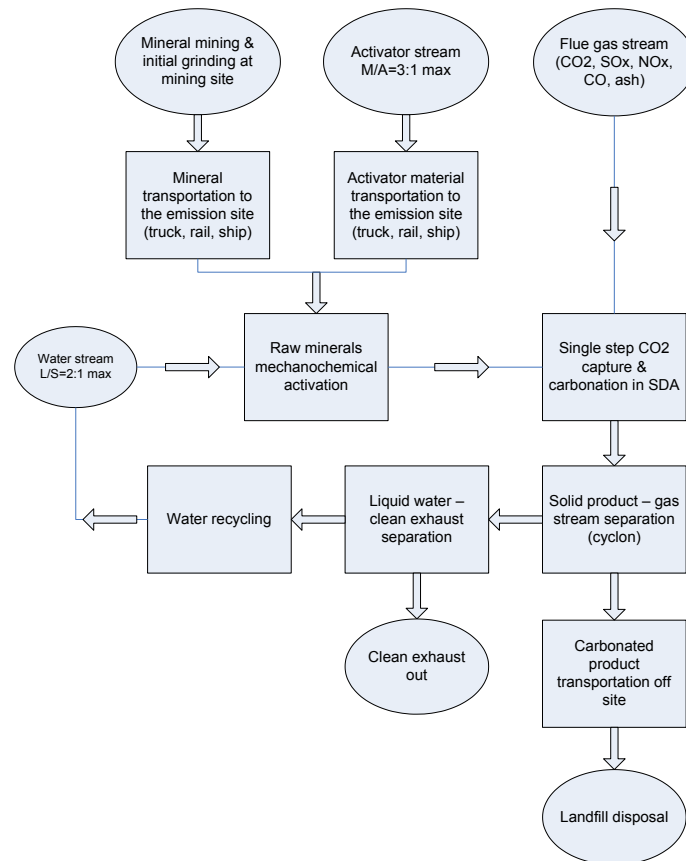 Mineral mining &
initial grinding at
mining site
Activator stream
M/A=3:1 max
Flue gas stream
(CO2, SOx, NOx,
CO, ash)
Mineral
transportation to
the emission site
(truck, rail, ship)
Activator material
transportation to
the emission site
(truck, rail, ship)
Water stream
L/S=2:1 max
Raw minerals
mechanochemical
activation
Single step CO2
capture &
carbonation in SDA
Water recycling
Liquid water –
clean exhaust
separation
Solid product – gas
stream separation
(cyclon)
Clean exhaust
out
Carbonated
product
transportation off
site
Landfill disposal